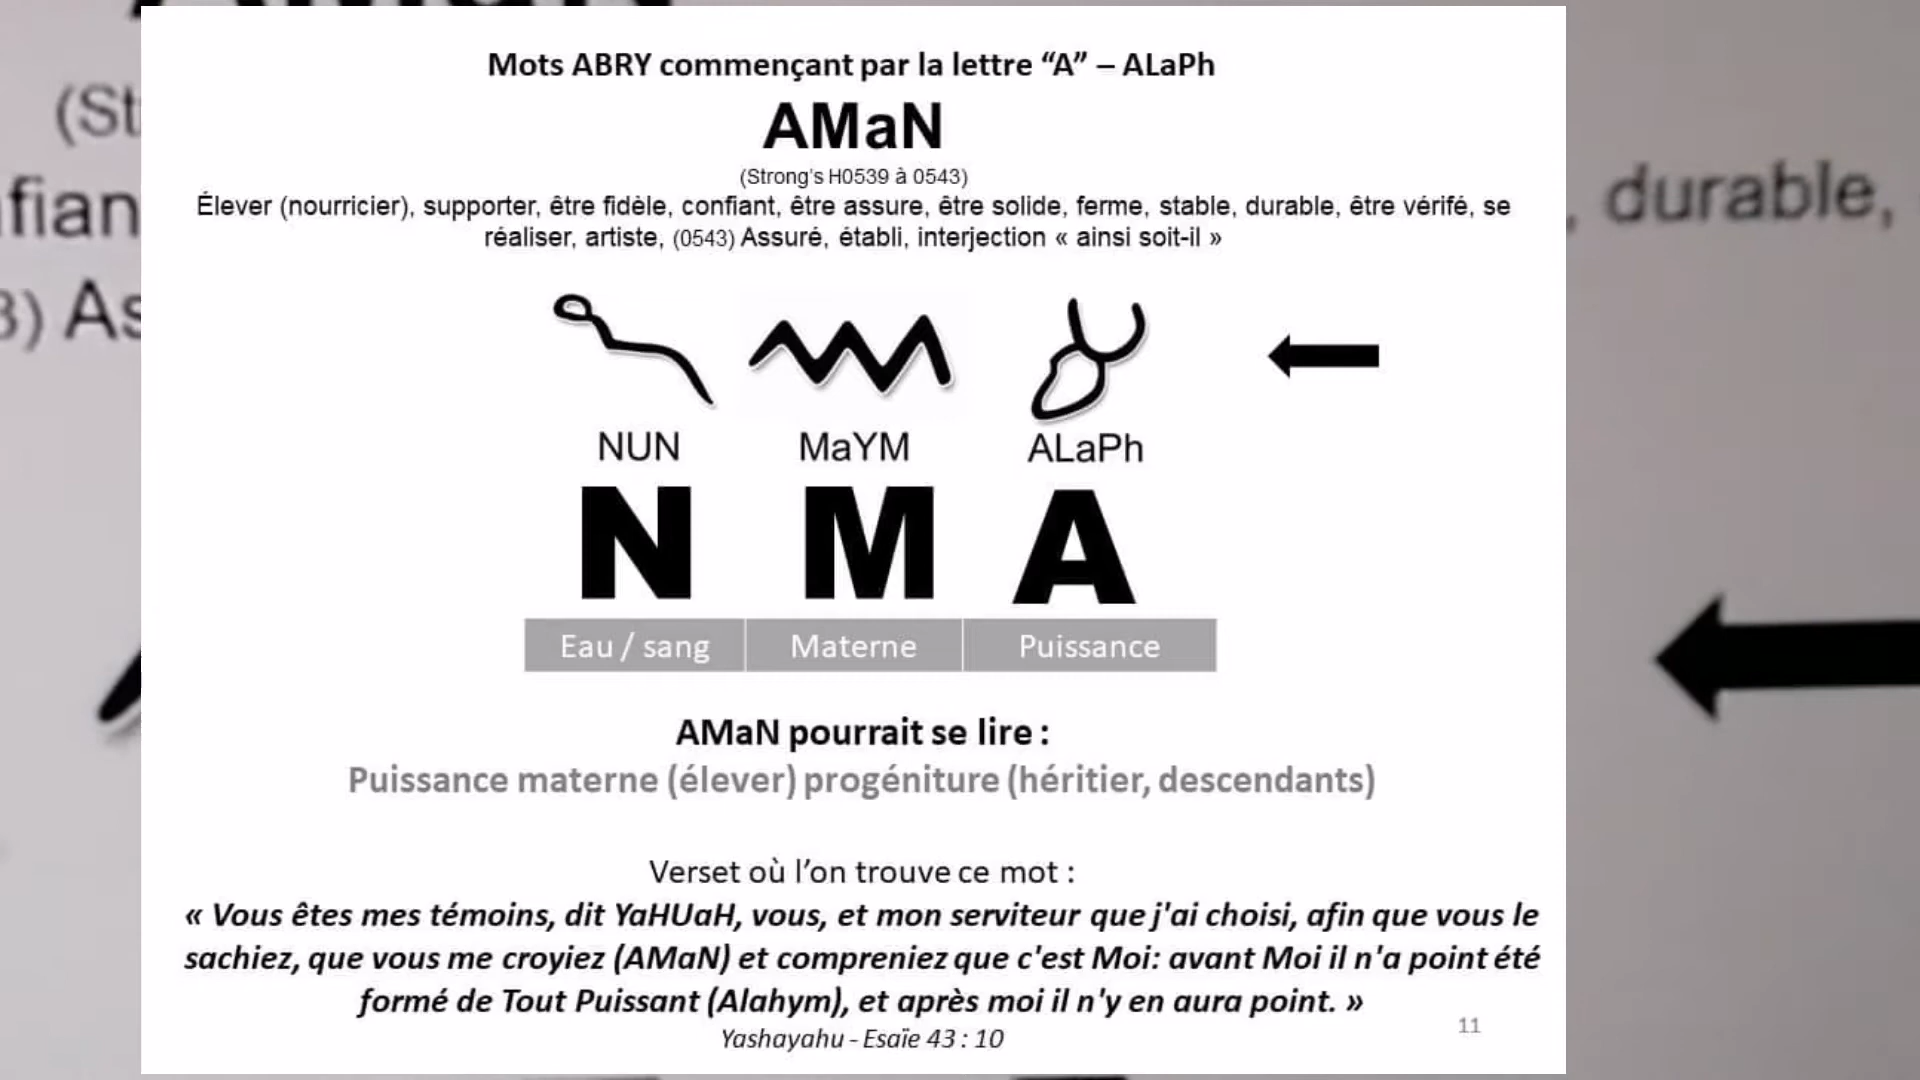 Mots ABRY commençant par la lettre “A” – ALaPh
AMaN
(Strong's H0539 à 0543)
Élever (nourricier), supporter, être fidèle, confiant, être assure, être solide, ferme, stable, durable, être vérifé, se
réaliser, artiste, (0543) Assuré, établi, interjection « ainsi soit-il »
NUN MaYM ALaPh
N M A
Eau / sang Materne Puissance
AMaN pourrait se lire :
Puissance materne (élever) progéniture (héritier, descendants)
Verset où l’on trouve ce mot :
« Vous êtes mes témoins, dit YaHUaH, vous, et mon serviteur que j'ai choisi, afin que vous le
sachiez, que vous me croyiez (AMaN) et compreniez que c'est Moi: avant Moi il n'a point été
formé de Tout Puissant (Alahym), et après moi il n'y en aura point. »
Yashayahu - Esaïe 43 : 10
11
durable,